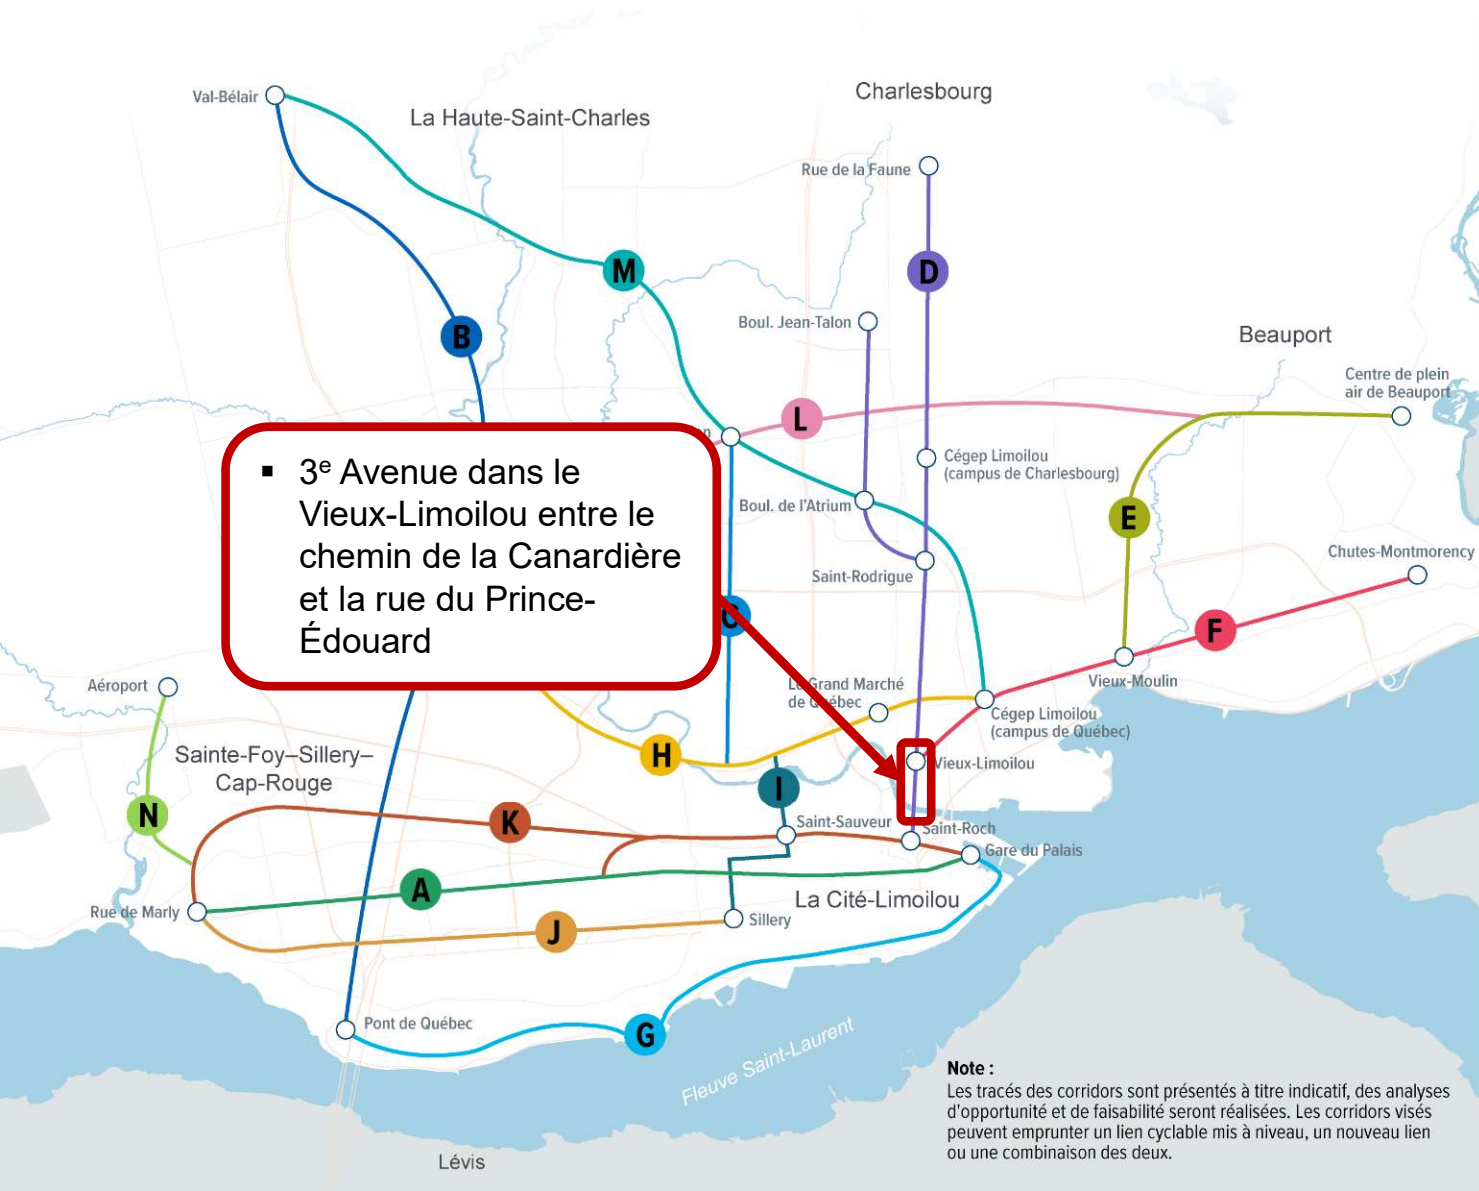 Charlesbourg
Val-Bélair
La Haute-Saint-Charles
Rue de la Faune
M
D
Boul. Jean-Talon
B
Beauport
Centre de plein
air de Beauport
L
▪ 3e Avenue dans le
Vieux-Limoilou entre le
chemin de la Canardière
et la rue du Prince-
Édouard
Cégep Limoilou
(campus de Charlesbourg)
Boul. de l'Atrium
E
Chutes-Montmorency
Saint-Rodrigue
C
F
Aéroport
Le Grand Marché
de Québec
Vieux-Moulin
Cégep Limoilou
(campus de Québec)
Sainte-Foy–Sillery–
Cap-Rouge
H
Vieux-Limoilou
I
N
K
Saint-Sauveur
Saint-Roch
Gare du Palais
A
La Cité-Limoilou
Rue de Marly
J
Sillery
Pont de Québec
G
Fleuve Saint-Laurent
Note :
Les tracés des corridors sont présentés à titre indicatif, des analyses
d'opportunité et de faisabilité seront réalisées. Les corridors visés
peuvent emprunter un lien cyclable mis à niveau, un nouveau lien
ou une combinaison des deux.
Lévis